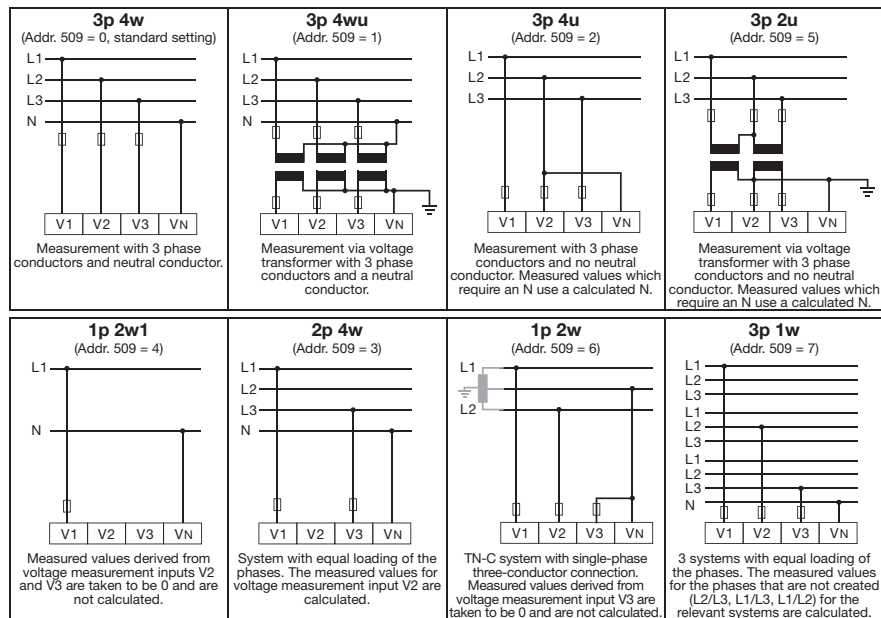 3p 4w
(Addr. 509 = 0, standard setting)
L1
L2
L3
N
V1 V2 V3 VN
Measurement with 3 phase
conductors and neutral conductor.
3p 4wu
(Addr. 509 = 1)
L1
L2
L3
N
V1 V2 V3 VN
Measurement via voltage
transformer with 3 phase
conductors and a neutral
conductor.
3p 4u
(Addr. 509 = 2)
L1
L2
L3
V1 V2 V3 VN
Measurement with 3 phase
conductors and no neutral
conductor. Measured values which
require an N use a calculated N.
3p 2u
(Addr. 509 = 5)
L1
L2
L3
V1 V2 V3 VN
Measurement via voltage
transformer with 3 phase
conductors and no neutral
conductor. Measured values which
require an N use a calculated N.
1p 2w1
(Addr. 509 = 4)
L1
N
V1 V2 V3 VN
Measured values derived from
voltage measurement inputs V2
and V3 are taken to be 0 and are
not calculated.
2p 4w
(Addr. 509 = 3)
L1
L2
L3
N
V1 V2 V3 VN
System with equal loading of the
phases. The measured values for
voltage measurement input V2 are
calculated.
1p 2w
(Addr. 509 = 6)
L1
L2
V1 V2 V3 VN
TN-C system with single-phase
three-conductor connection.
Measured values derived from
voltage measurement input V3 are
taken to be 0 and are not calculated.
3p 1w
(Addr. 509 = 7)
L1
L2
L3
L1
L2
L3
L1
L2
L3
N
V1 V2 V3 VN
3 systems with equal loading of
the phases. The measured values
for the phases that are not created
(L2/L3, L1/L3, L1/L2) for the
relevant systems are calculated.